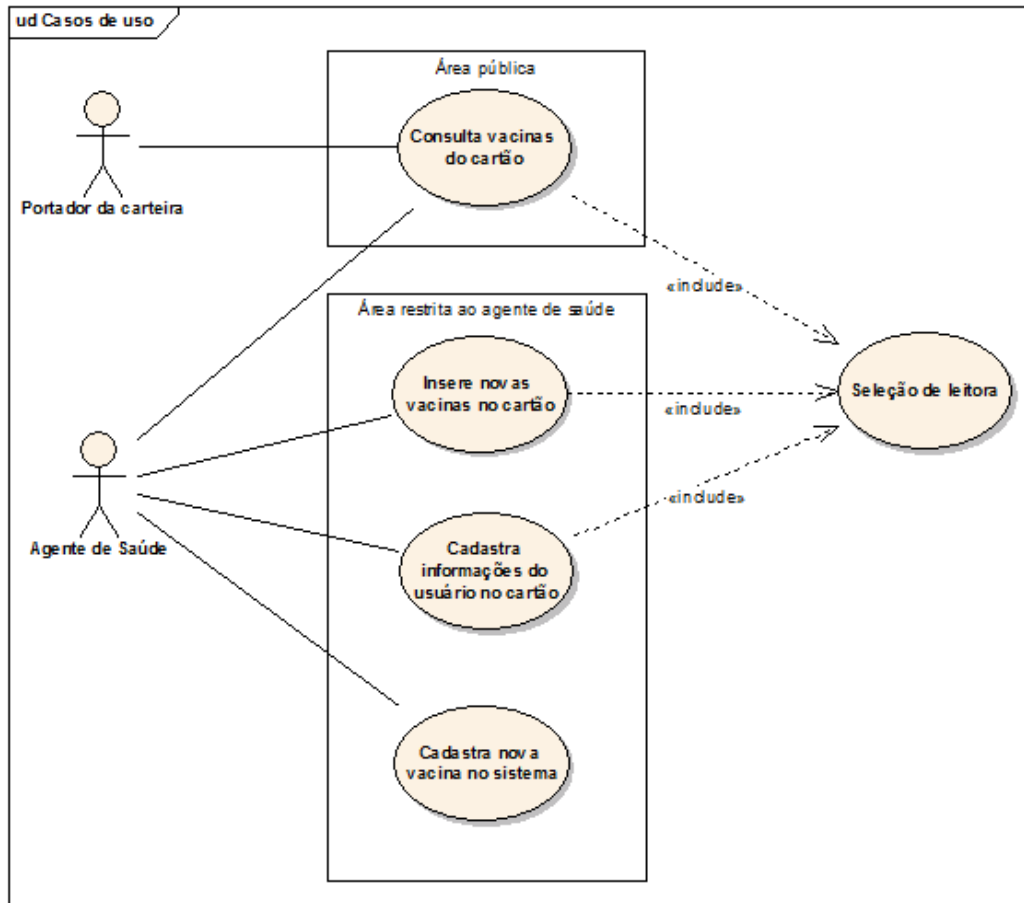 ud Casos de uso
Área pública
Consulta vacinas
do cartão
Portador da carteira
«include»
Área restrita ao agente de saúde
Insere novas
vacinas no cartão
«include»
Seleção de leitora
Agente de Saúde
«include»
Cadastra
informações do
usuário no cartão
Cadastra nova
vacina no sistema